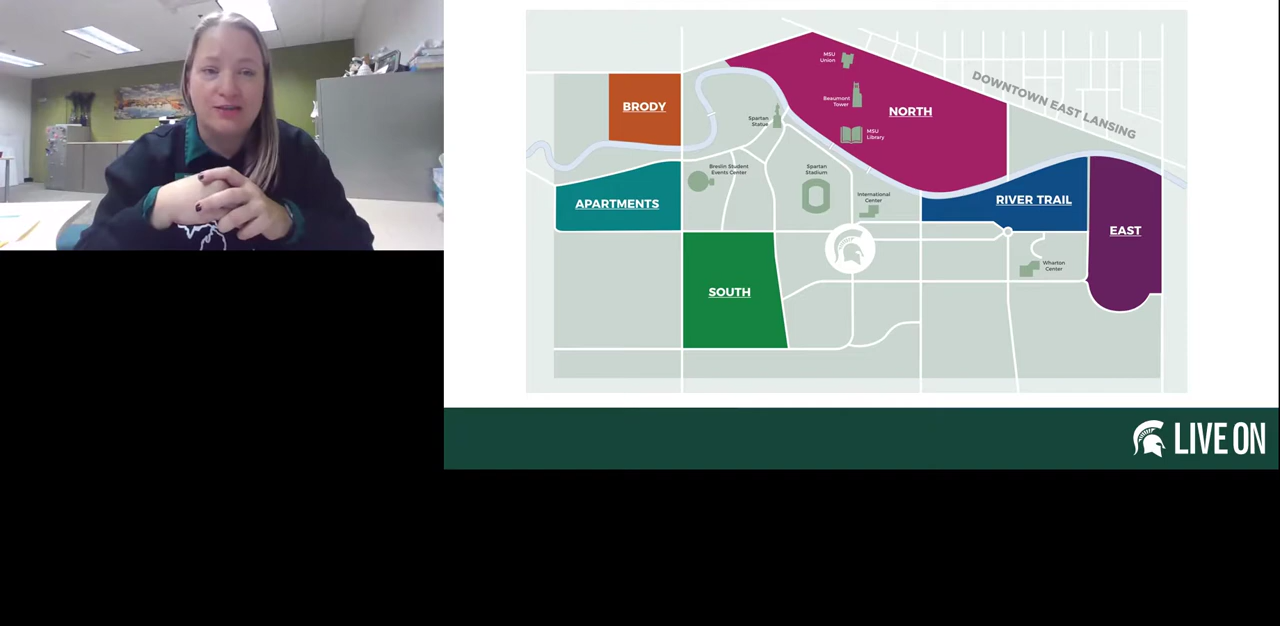 MSU
Union
DOWNTOWN EAST LANSING
BRODY
Beaumont
Tower
NORTH
Spartan
Statue
MSU
Library
Breslin Student
Events Center
Spartan
Stadium
APARTMENTS
International
Center
RIVER TRAIL
EAST
Wharton
Center
SOUTH
LIVE ON